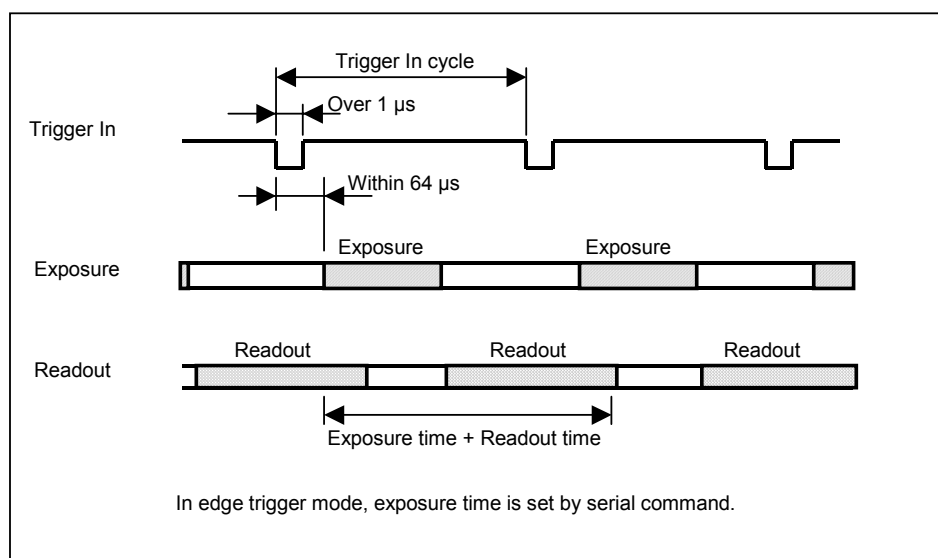 Trigger In cycle
Over 1 µs
Trigger In
Within 64 µs
Exposure Exposure
Exposure
Readout Readout Readout
Readout
Exposure time + Readout time
In edge trigger mode, exposure time is set by serial command.